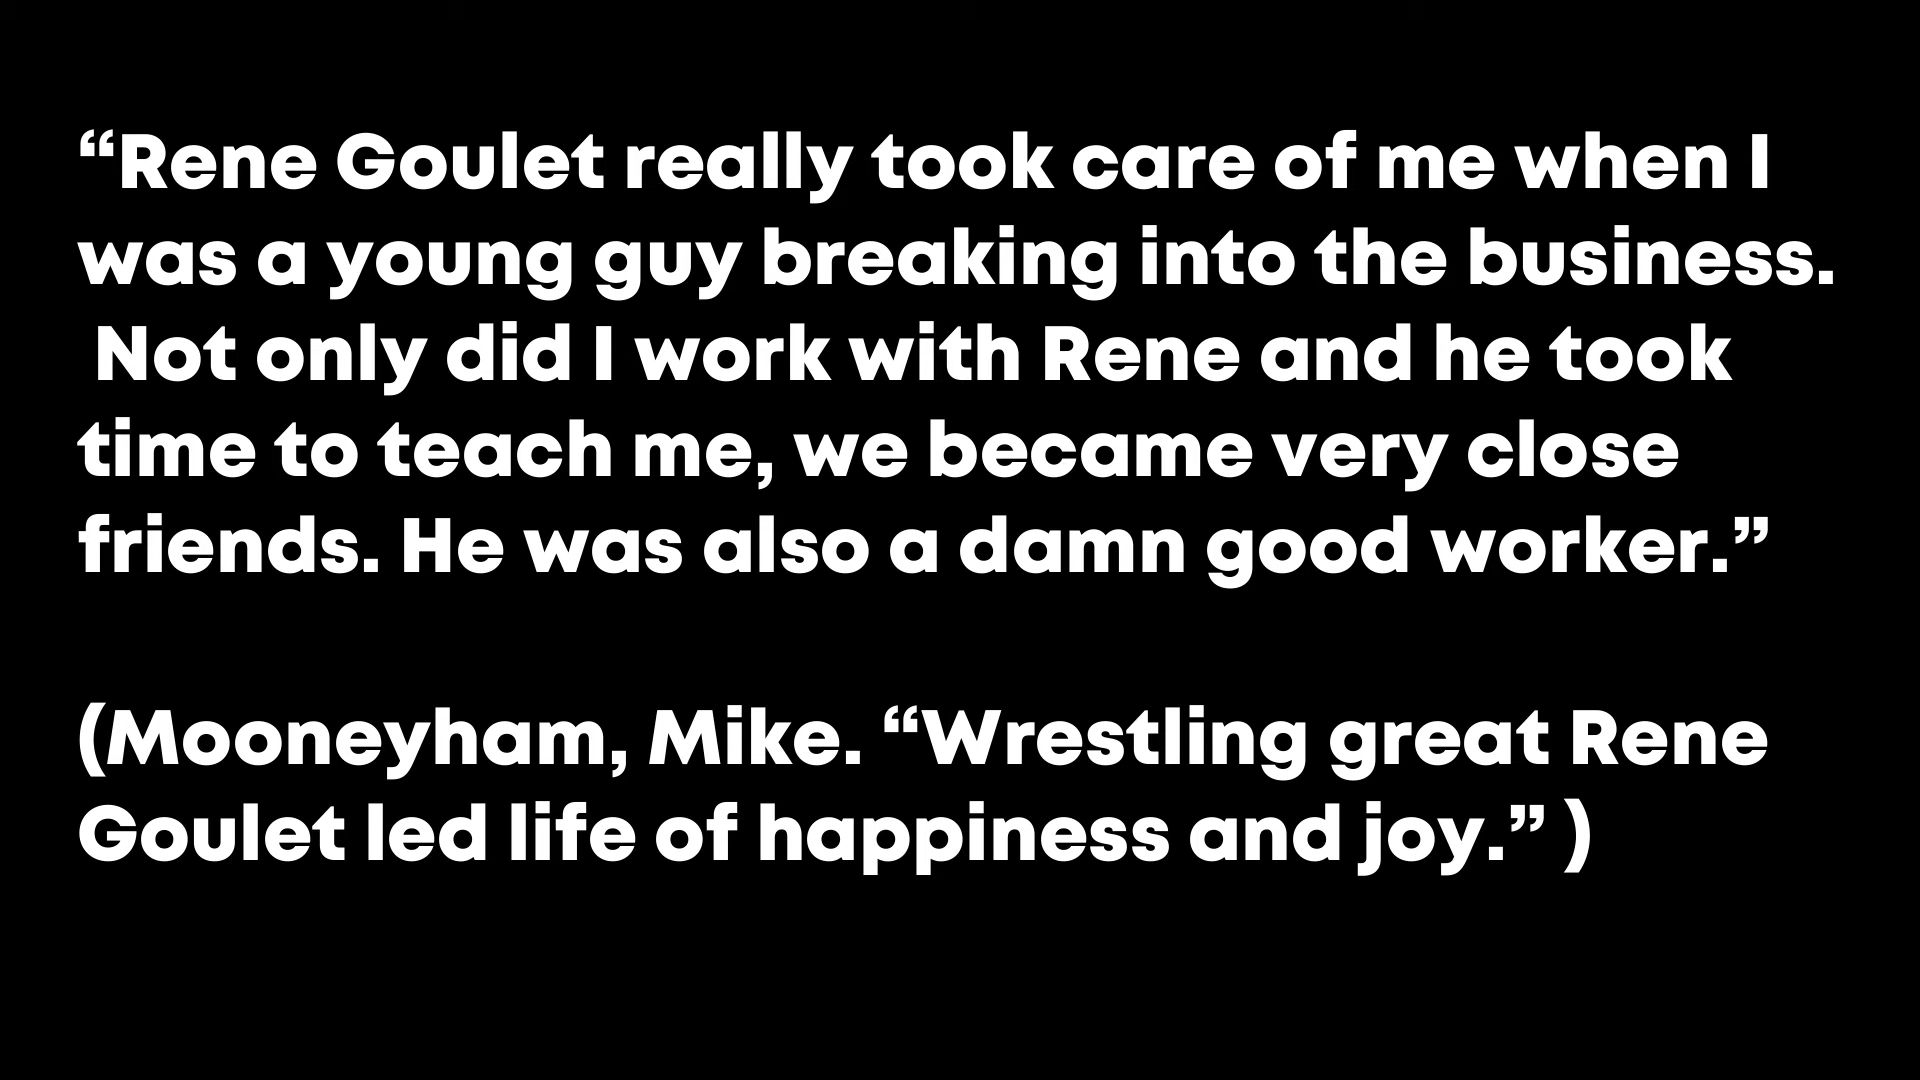 “Rene Goulet really took care of me when I
was a young guy breaking into the business.
Not only did I work with Rene and he took
time to teach me, we became very close
friends. He was also a damn good worker.”
(Mooneyham, Mike. “Wrestling great Rene
Goulet led life of happiness and joy.” )